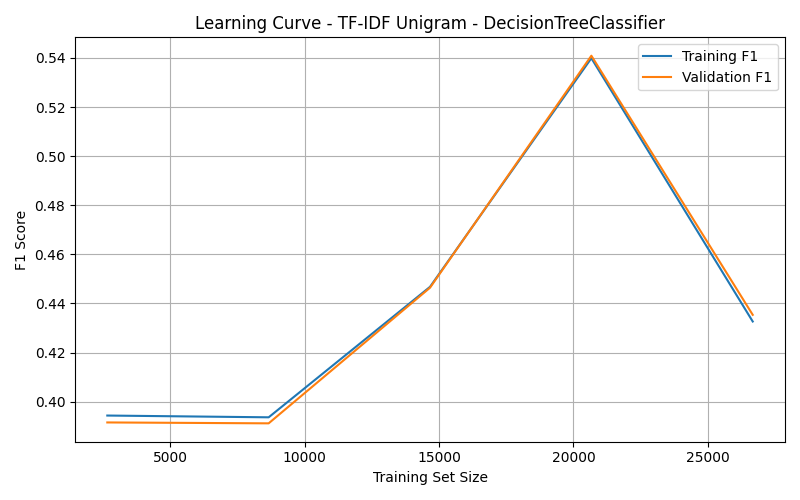 Learning Curve - TF-IDF Unigram - DecisionTreeClassifier
Training F1
Validation F1
F1 Score
0.54
0.52
0.50
0.48
0.46
0.44
0.42
0.40
5000 10000 15000 20000 25000
Training Set Size